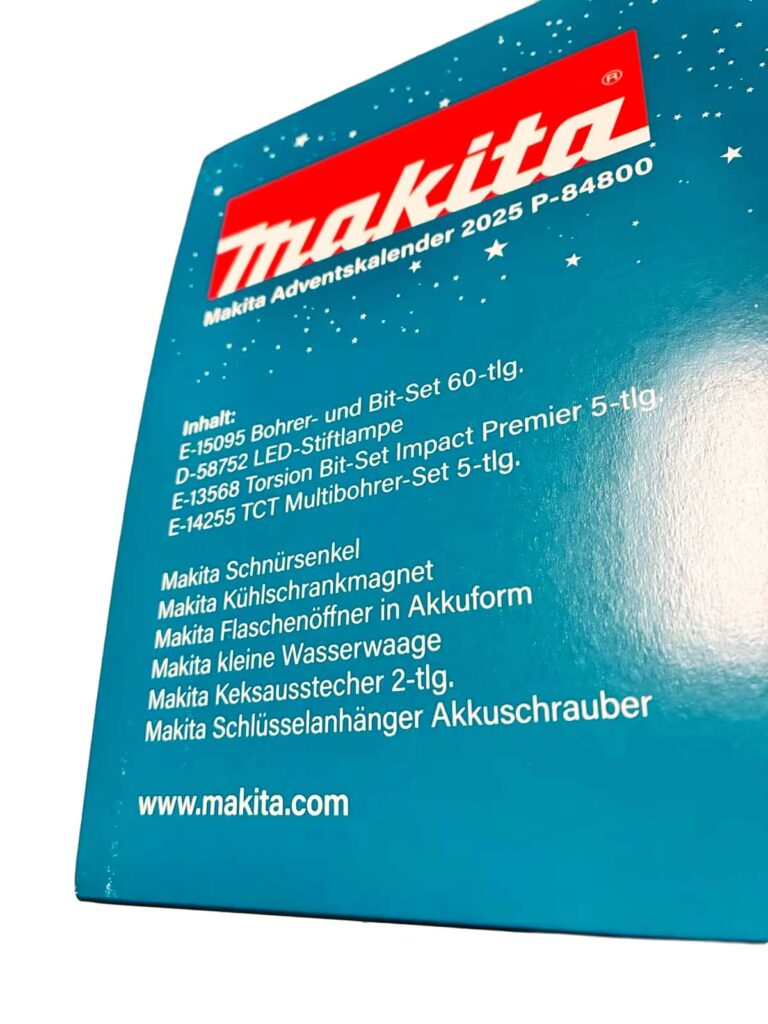 makita®
Makita Adventskalender 2025 P-84800
Inhalt:
E-15095 Bohrer- und Bit-Set 60-tlg.
D-58752 LED-Stiftlampe
E-13568 Torsion Bit-Set Impact Premier 5-tlg.
E-14255 TCT Multibohrer-Set 5-tlg.
Makita Schnürsenkel
Makita Kühlschrankmagnet
Makita Flaschenöffner in Akkuform
Makita kleine Wasserwaage
Makita Keksausstecher 2-tlg.
Makita Schlüsselanhänger Akkuschrauber
www.makita.com